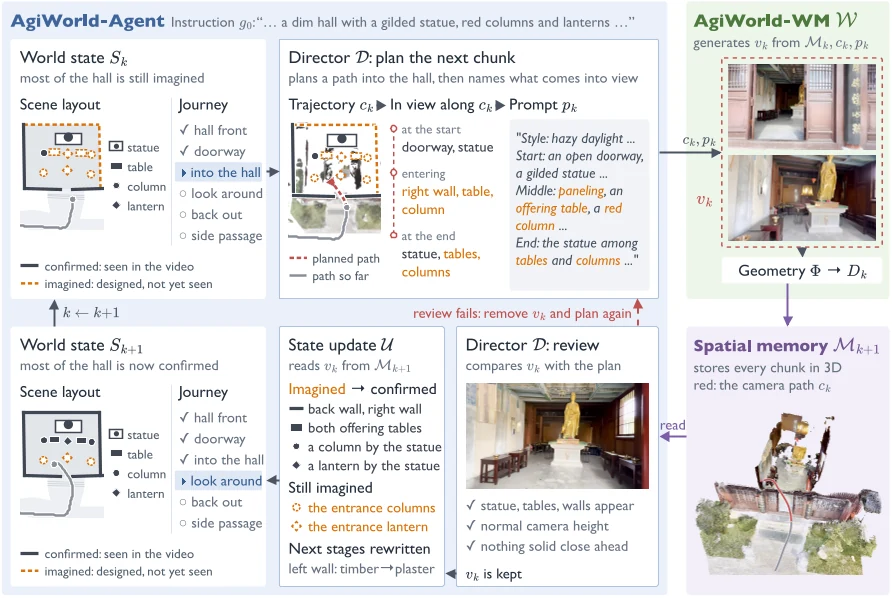 AgiWorld-Agent Instruction g₀: "… a dim hall with a gilded statue, red columns and lanterns …"
World state Sₖ
most of the hall is still imagined
Scene layout
statue
table
column
lantern
Journey
✓ hall front
✓ doorway
into the hall
look around
back out
side passage
confirmed: seen in the video
imagined: designed, not yet seen
Director 𝒟: plan the next chunk
plans a path into the hall, then names what comes into view
Trajectory cₖ ▶ In view along cₖ ▶ Prompt pₖ
planned path
path so far
at the start
doorway, statue
entering
right wall, table,
column
at the end
statue, tables,
columns
"Style: hazy daylight ...
Start: an open doorway,
a gilded statue ...
Middle: paneling, an
offering table, a red
column ...
End: the statue among
tables and columns ..."
cₖ, pₖ
AgiWorld-WM 𝒲
generates vₖ from ℳₖ, cₖ, pₖ
vₖ
Geometry Φ → Dₖ
k ← k+1
review fails: remove vₖ and plan again
World state Sₖ₊₁
most of the hall is now confirmed
Scene layout
statue
table
column
lantern
Journey
✓ hall front
✓ doorway
✓ into the hall
look around
back out
side passage
confirmed: seen in the video
imagined: designed, not yet seen
State update 𝒰
reads vₖ from ℳₖ₊₁
Imagined → confirmed
back wall, right wall
both offering tables
a column by the statue
a lantern by the statue
Still imagined
the entrance columns
the entrance lantern
Next stages rewritten
left wall: timber→plaster
Director 𝒟: review
compares vₖ with the plan
✓ statue, tables, walls appear
✓ normal camera height
✓ nothing solid close ahead
vₖ is kept
read
Spatial memory ℳₖ₊₁
stores every chunk in 3D
red: the camera path cₖ